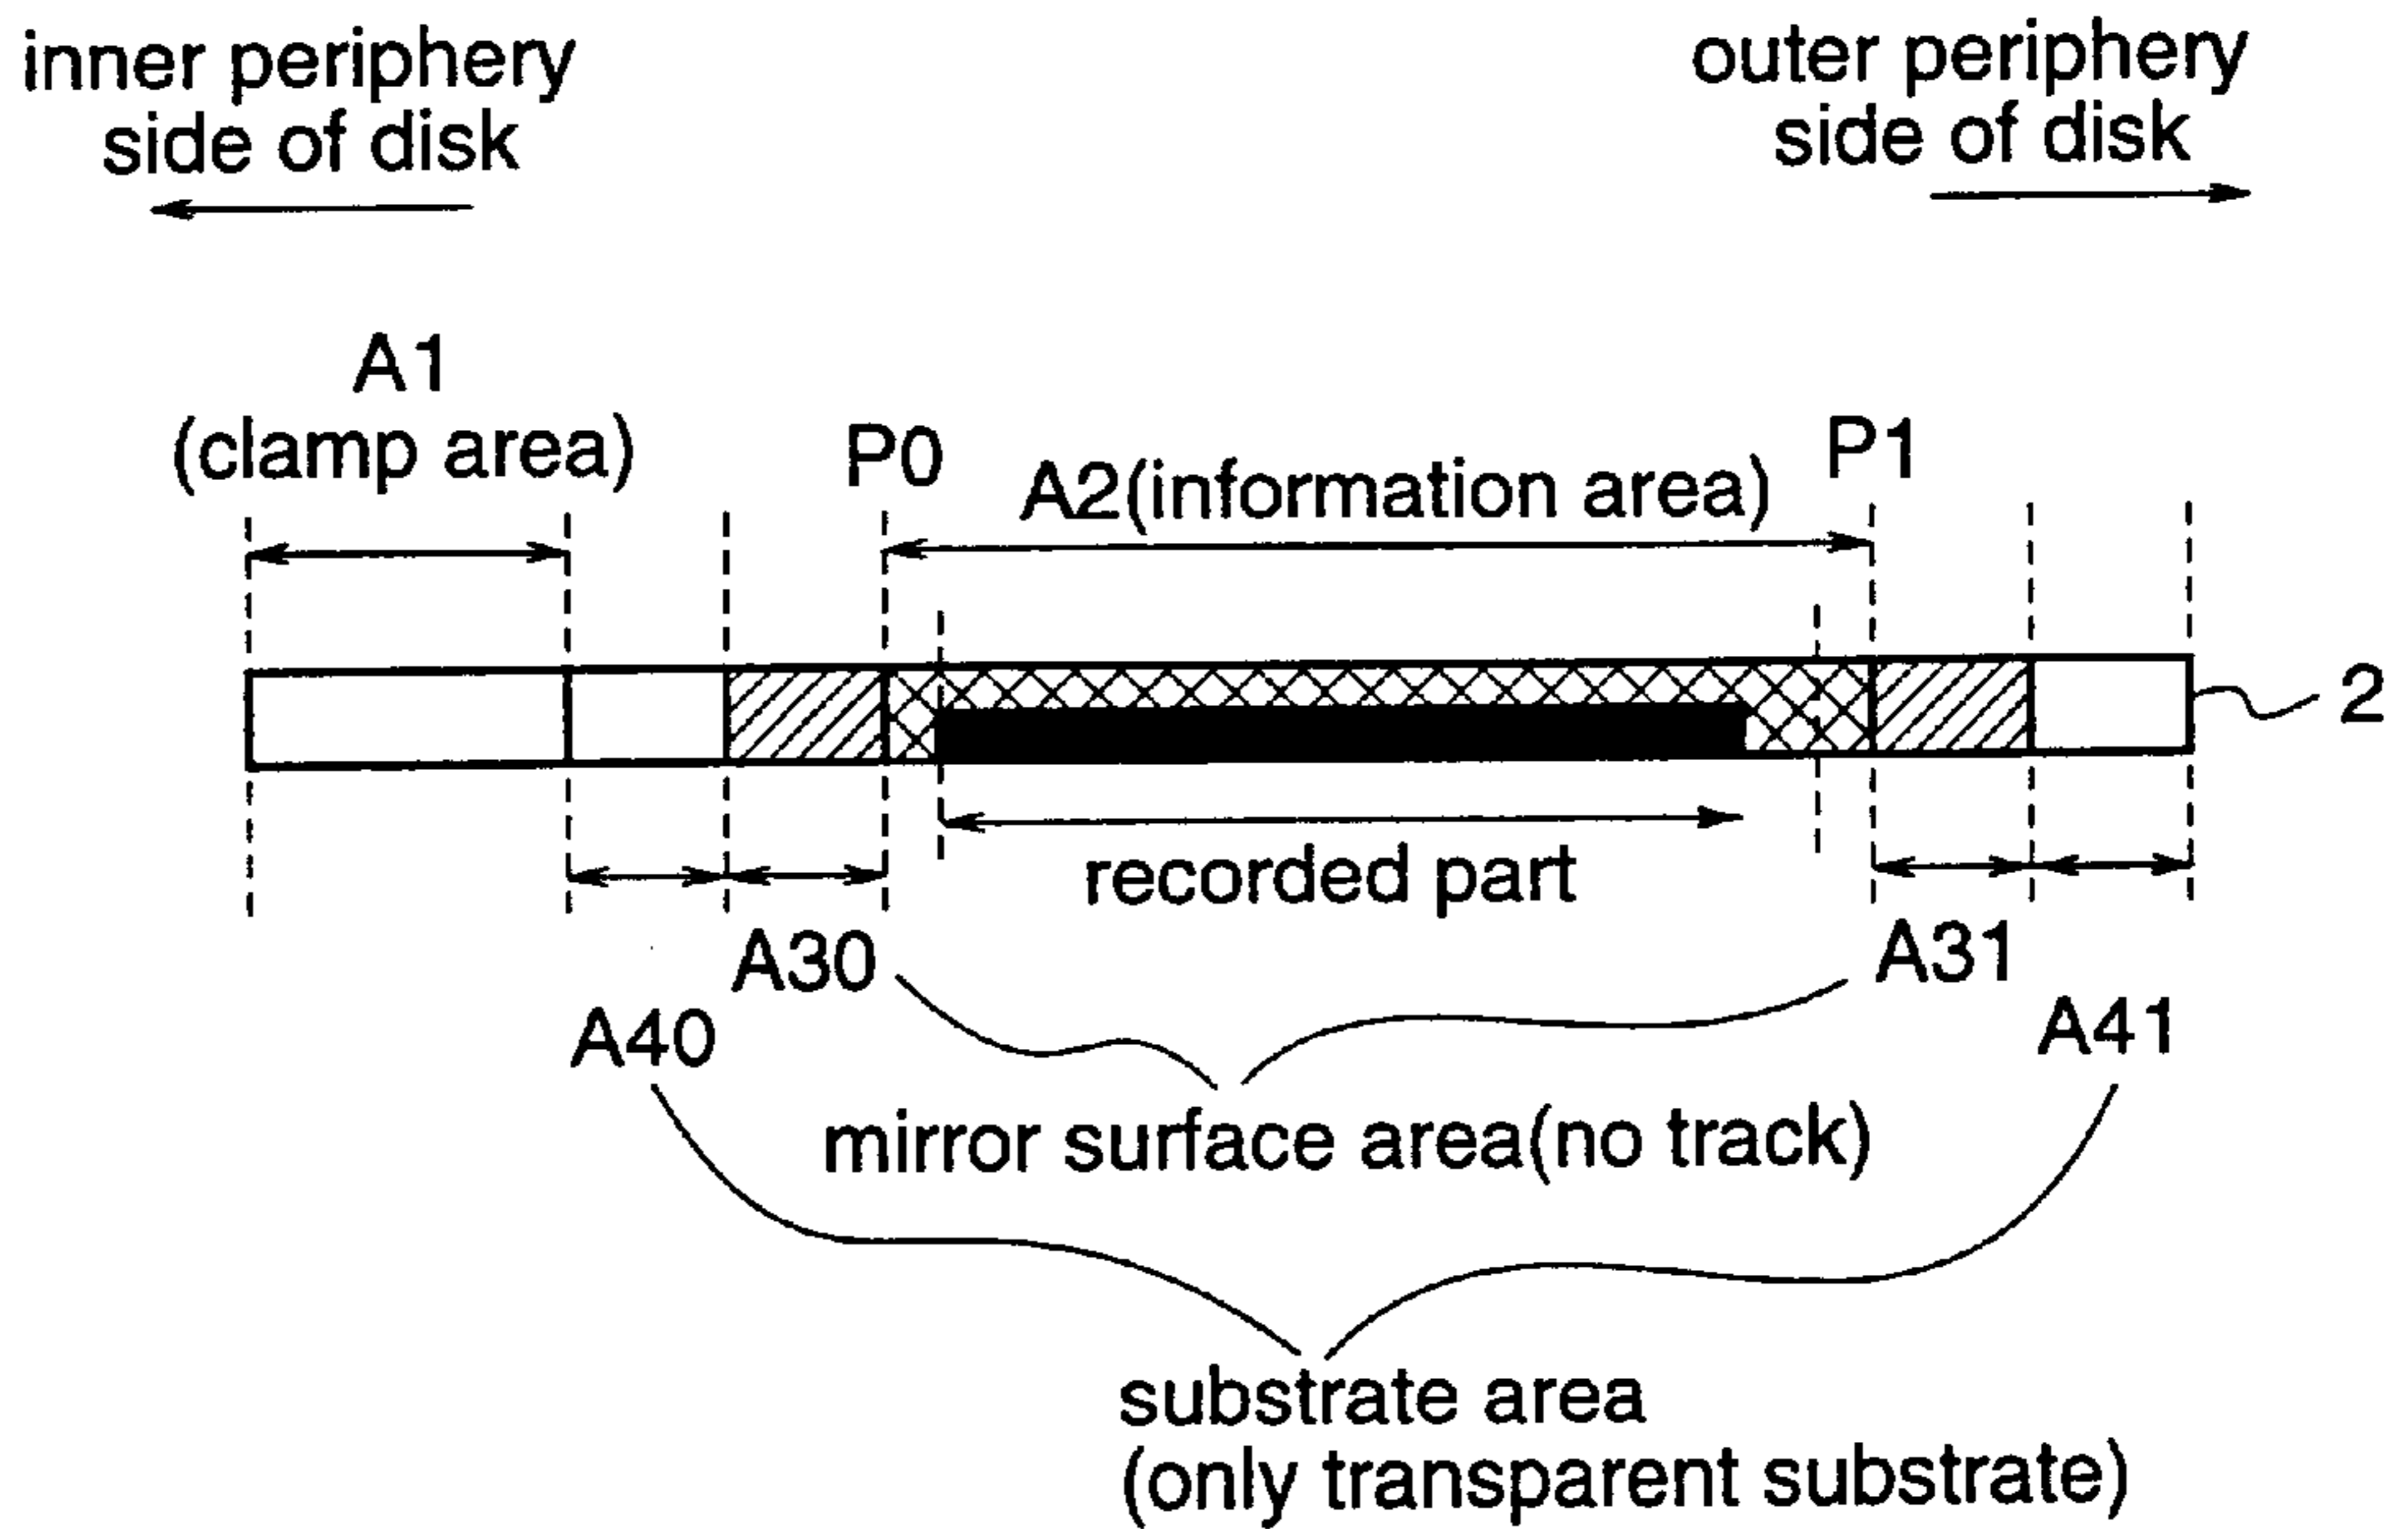 inner periphery
side of disk
outer periphery
side of disk
A1
(clamp area)
P0
A2(information area)
P1
2
recorded part
A30
A31
A40
A41
mirror surface area(no track)
substrate area
(only transparent substrate)